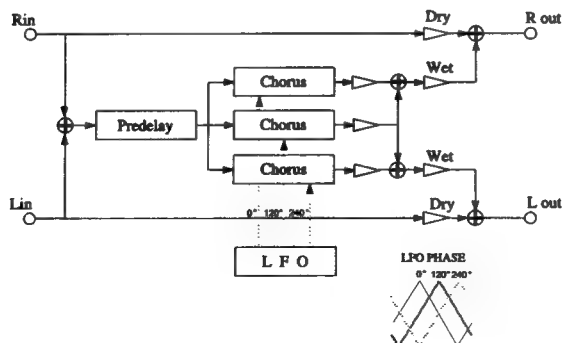 Rin
Dry
R out
Wet
Chorus
Predelay
Chorus
Chorus
Wet
Lin
Dry
L out
0° 120° 240°
L F O
LFO PHASE
0° 120° 240°